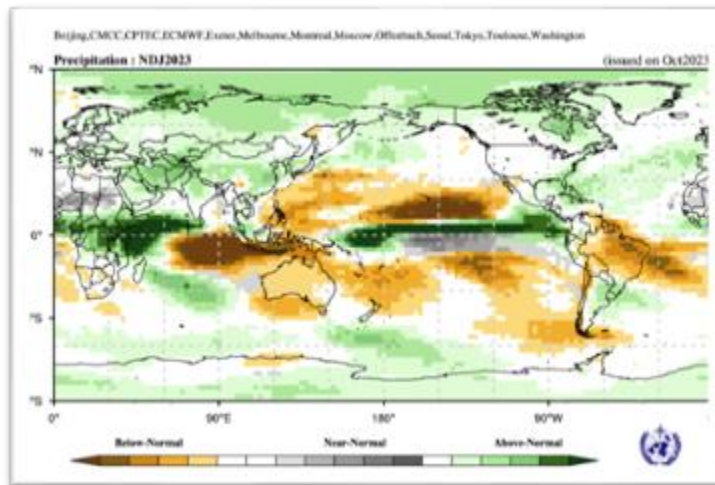 Beijing,CMCC,CPTEC,ECMWF,Exeter,Melbourne,Montreal,Moscow,Offenbach,Seoul,Tokyo,Toulouse,Washington
Precipitation : NDJ2023 (issued on Oct2023
°N
°N
0°
°S
°S
0° 90°E 180° 90°W
Below-Normal Near-Normal Above-Normal